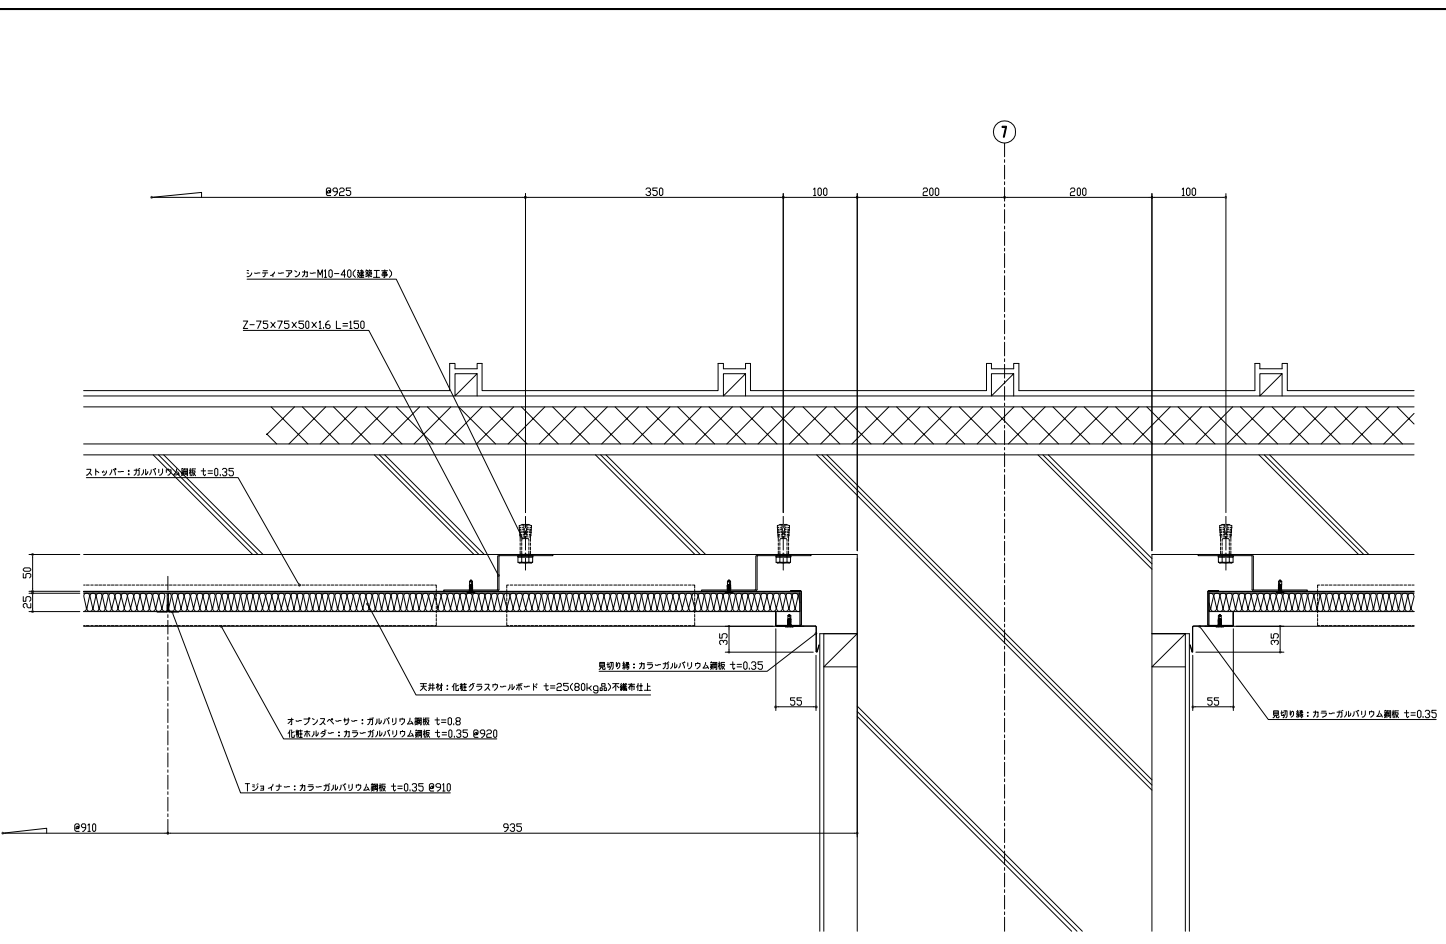 7
@925
350
100
200
200
100
シーティーアンカーM10-40(建築工事)
Z-75×75×50×1.6 L=150
ストッパー：ガルバリウム鋼板 t=0.35
50
25
35
35
見切り縁：カラーガルバリウム鋼板 t=0.35
天井材：化粧グラスウールボード t=25(80kg品)不織布仕上
55
55
見切り縁：カラーガルバリウム鋼板 t=0.35
オープンスペーサー：ガルバリウム鋼板 t=0.8
化粧ホルダー：カラーガルバリウム鋼板 t=0.35 @920
Tジョイナー：カラーガルバリウム鋼板 t=0.35 @910
@910
935